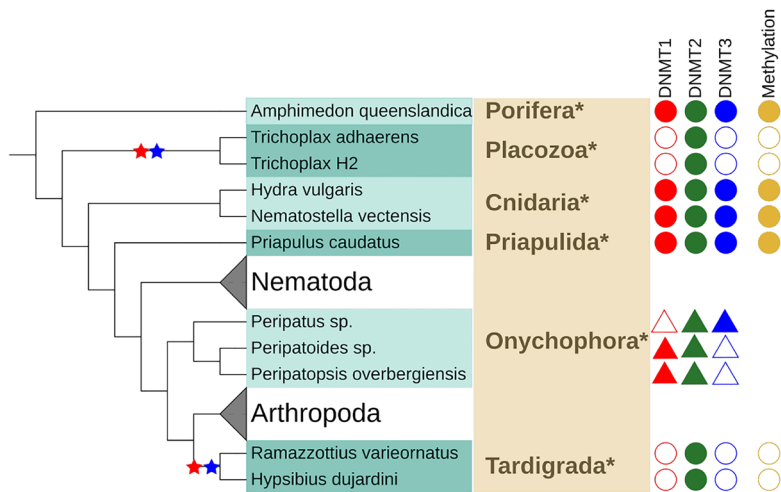 DNMT1 DNMT2 DNMT3 Methylation
Amphimedon queenslandica Porifera*
Trichoplax adhaerens
Placozoa*
Trichoplax H2
Hydra vulgaris
Cnidaria*
Nematostella vectensis
Priapulus caudatus Priapulida*
Nematoda
Peripatus sp.
Onychophora*
Peripatoides sp.
Peripatopsis overbergiensis
Arthropoda
Ramazzottius varieornatus
Tardigrada*
Hypsibius dujardini